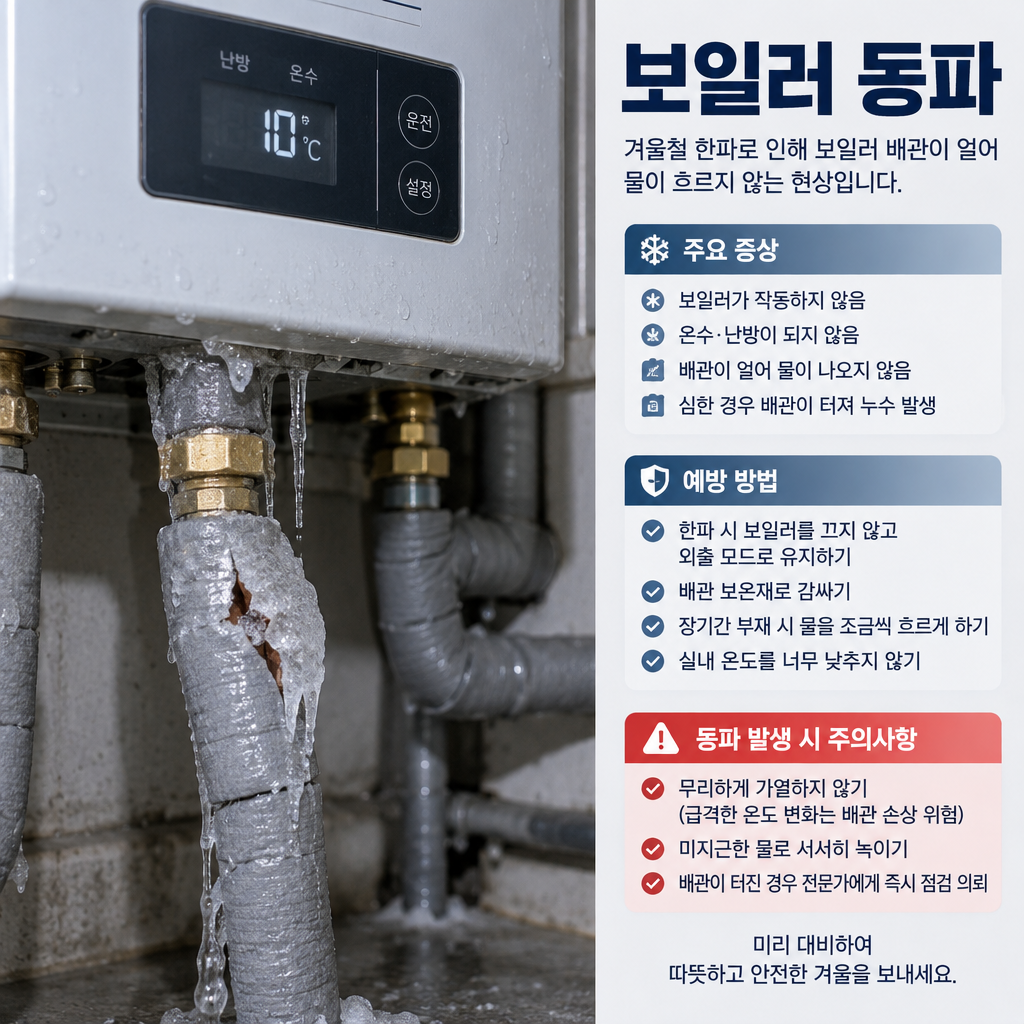 난방 온수
10 °C
운전
설정
보일러 동파
겨울철 한파로 인해 보일러 배관이 얼어
물이 흐르지 않는 현상입니다.
주요 증상
보일러가 작동하지 않음
온수·난방이 되지 않음
배관이 얼어 물이 나오지 않음
심한 경우 배관이 터져 누수 발생
예방 방법
한파 시 보일러를 끄지 않고
외출 모드로 유지하기
배관 보온재로 감싸기
장기간 부재 시 물을 조금씩 흐르게 하기
실내 온도를 너무 낮추지 않기
동파 발생 시 주의사항
무리하게 가열하지 않기
(급격한 온도 변화는 배관 손상 위험)
미지근한 물로 서서히 녹이기
배관이 터진 경우 전문가에게 즉시 점검 의뢰
미리 대비하여
따뜻하고 안전한 겨울을 보내세요.